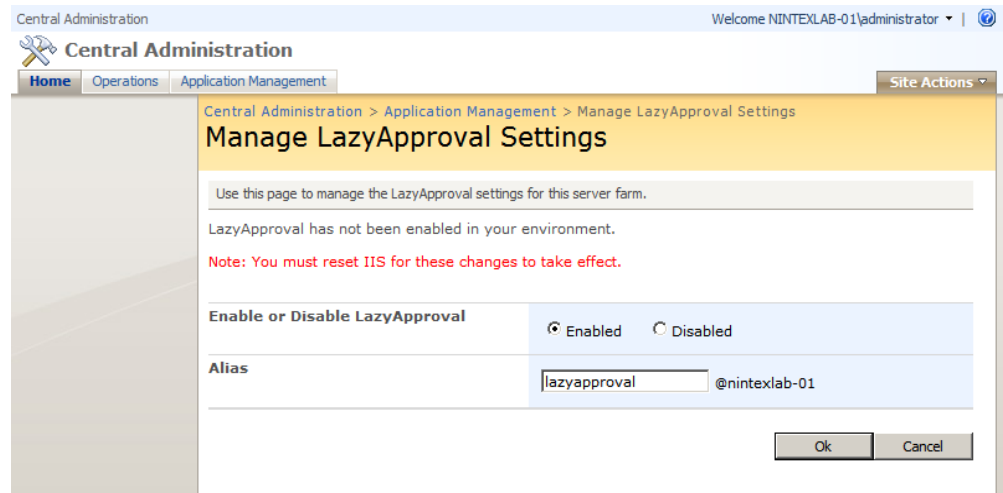 Central Administration
Welcome NINTEXLAB-01\administrator
Central Administration
Home
Operations
Application Management
Site Actions
Central Administration > Application Management > Manage LazyApproval Settings
Manage LazyApproval Settings
Use this page to manage the LazyApproval settings for this server farm.
LazyApproval has not been enabled in your environment.
Note: You must reset IIS for these changes to take effect.
Enable or Disable LazyApproval
Enabled
Disabled
Alias
lazyapproval @nintexlab-01
Ok
Cancel